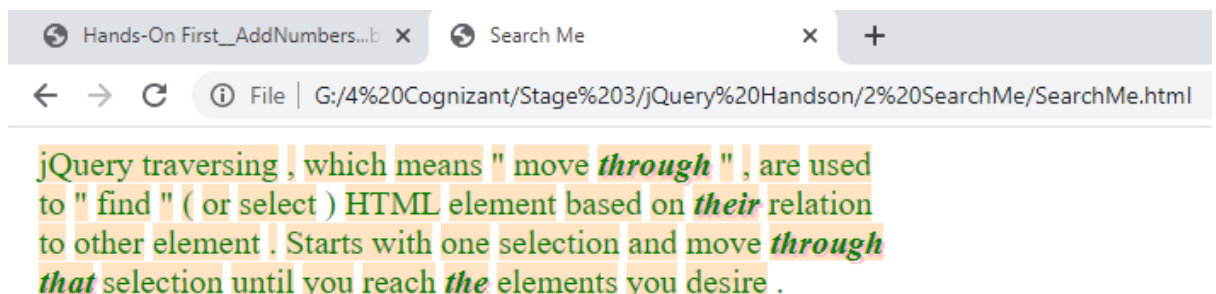 Hands-On First__AddNumbers...b
Search Me
File | G:/4%20Cognizant/Stage%203/jQuery%20Handson/2%20SearchMe/SearchMe.html
jQuery traversing , which means " move through " , are used
to " find " ( or select ) HTML element based on their relation
to other element . Starts with one selection and move through
that selection until you reach the elements you desire .